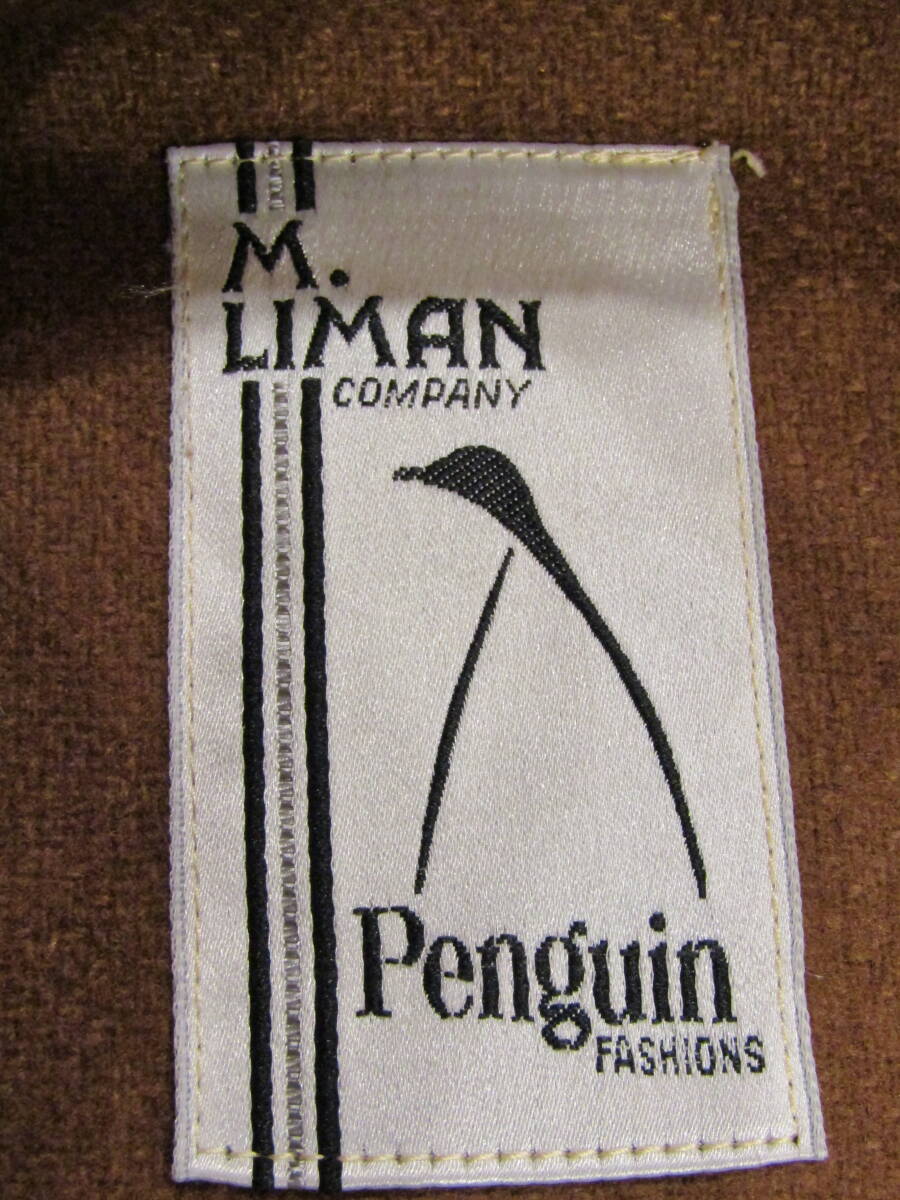 M.
LIMAN
COMPANY
Penguin
FASHIONS